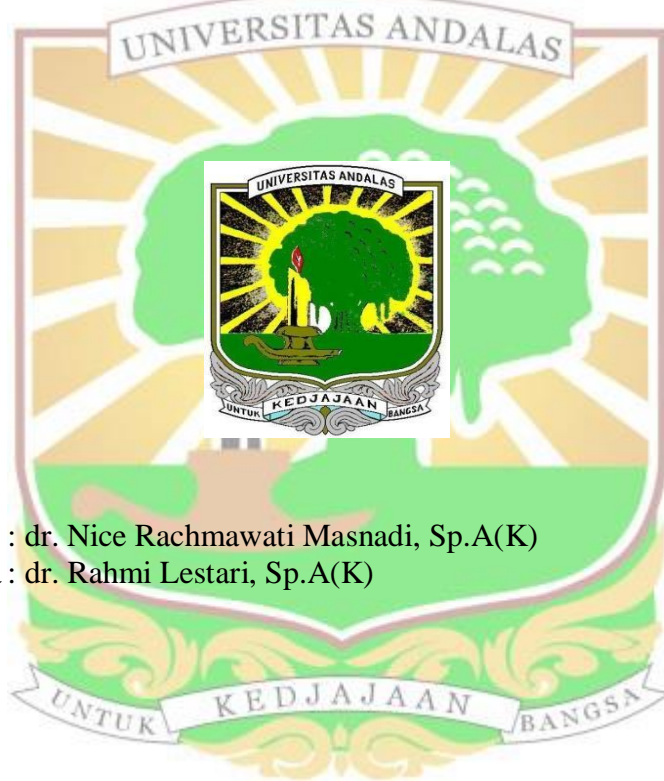 UNIVERSITAS ANDALAS
UNIVERSITAS ANDALAS
UNTUK KEDJAJAAN BANGSA
: dr. Nice Rachmawati Masnadi, Sp.A(K)
: dr. Rahmi Lestari, Sp.A(K)
UNTUK KEDJAJAAN BANGSA